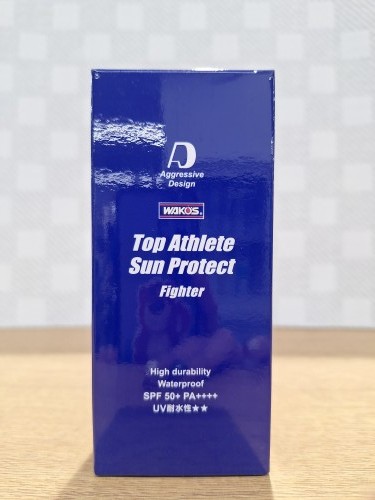 Aggressive
Design
WAKO'S
Top Athlete
Sun Protect
Fighter
High durability
Waterproof
SPF 50+ PA++++
UV耐水性★★